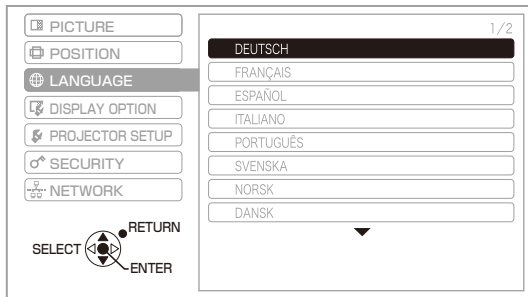 PICTURE
POSITION
LANGUAGE
DISPLAY OPTION
PROJECTOR SETUP
SECURITY
NETWORK
SELECT
RETURN
ENTER
1/2
DEUTSCH
FRANÇAIS
ESPAÑOL
ITALIANO
PORTUGUÊS
SVENSKA
NORSK
DANSK